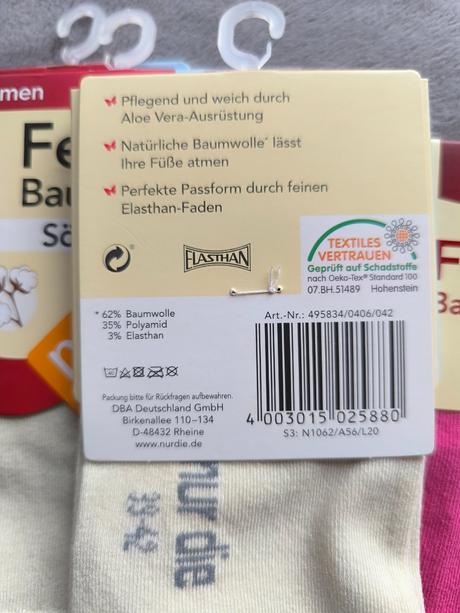 men
Fe
Bau
Sö
Pflegend und weich durch
Aloe Vera-Ausrüstung
Natürliche Baumwolle* lässt
Ihre Füße atmen
Perfekte Passform durch feinen
Elasthan-Faden
ELASTHAN
TEXTILES
VERTRAUEN
Geprüft auf Schadstoffe
nach Oeko-Tex® Standard 100
07.BH.51489 Hohenstein
* 62% Baumwolle
35% Polyamid
3% Elasthan
Art.-Nr.: 495834/0406/042
Packung bitte für Rückfragen aufbewahren.
DBA Deutschland GmbH
Birkenallee 110–134
D-48432 Rheine
www.nurdie.de
4 003015 025880
S3: N1062/A56/L20
F
Ba
nur die
39-42